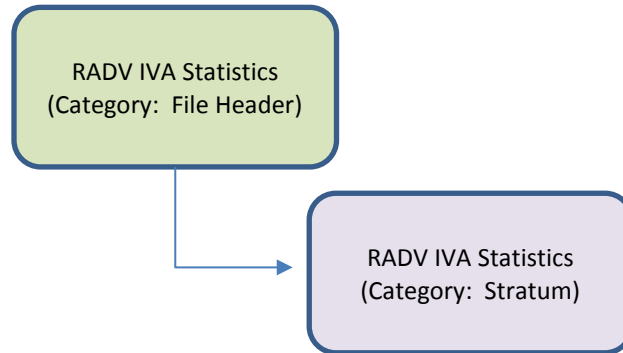 RADV IVA Statistics
(Category:  File Header)
RADV IVA Statistics
(Category:  Stratum)